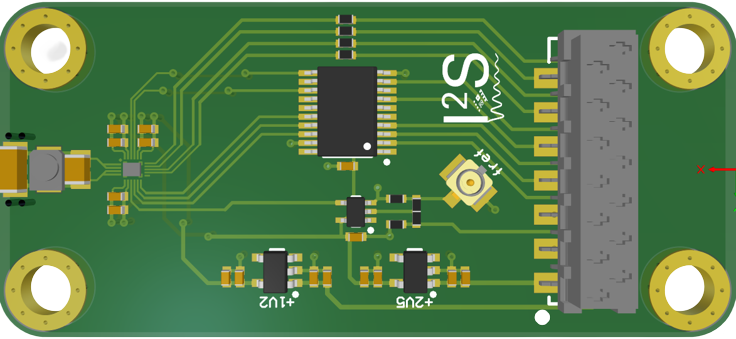 I²S
fref
+1V2
+2V5